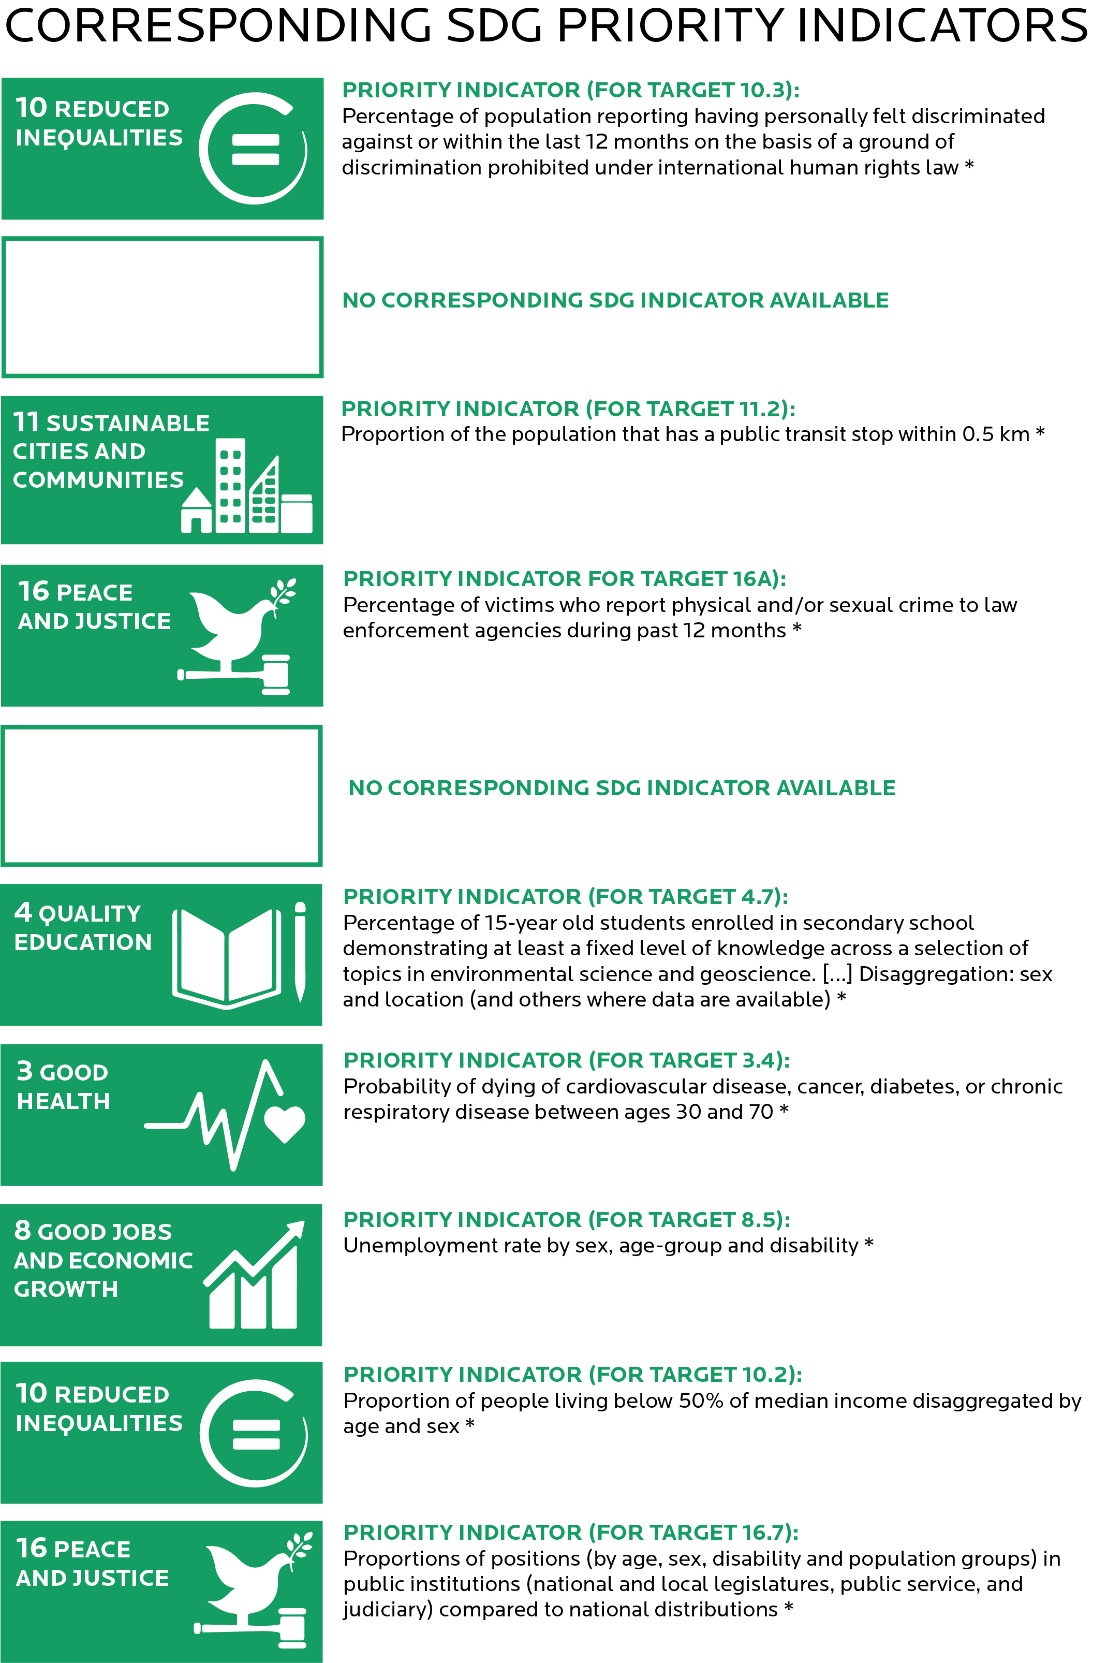 CORRESPONDING SDG PRIORITY INDICATORS
10 REDUCED
INEQUALITIES
PRIORITY INDICATOR (FOR TARGET 10.3):
Percentage of population reporting having personally felt discriminated
against or within the last 12 months on the basis of a ground of
discrimination prohibited under international human rights law *
NO CORRESPONDING SDG INDICATOR AVAILABLE
11 SUSTAINABLE
CITIES AND
COMMUNITIES
PRIORITY INDICATOR (FOR TARGET 11.2):
Proportion of the population that has a public transit stop within 0.5 km *
16 PEACE
AND JUSTICE
PRIORITY INDICATOR FOR TARGET 16A):
Percentage of victims who report physical and/or sexual crime to law
enforcement agencies during past 12 months *
NO CORRESPONDING SDG INDICATOR AVAILABLE
4 QUALITY
EDUCATION
PRIORITY INDICATOR (FOR TARGET 4.7):
Percentage of 15-year old students enrolled in secondary school
demonstrating at least a fixed level of knowledge across a selection of
topics in environmental science and geoscience. [...] Disaggregation: sex
and location (and others where data are available) *
3 GOOD
HEALTH
PRIORITY INDICATOR (FOR TARGET 3.4):
Probability of dying of cardiovascular disease, cancer, diabetes, or chronic
respiratory disease between ages 30 and 70 *
8 GOOD JOBS
AND ECONOMIC
GROWTH
PRIORITY INDICATOR (FOR TARGET 8.5):
Unemployment rate by sex, age-group and disability *
10 REDUCED
INEQUALITIES
PRIORITY INDICATOR (FOR TARGET 10.2):
Proportion of people living below 50% of median income disaggregated by
age and sex *
16 PEACE
AND JUSTICE
PRIORITY INDICATOR (FOR TARGET 16.7):
Proportions of positions (by age, sex, disability and population groups) in
public institutions (national and local legislatures, public service, and
judiciary) compared to national distributions *